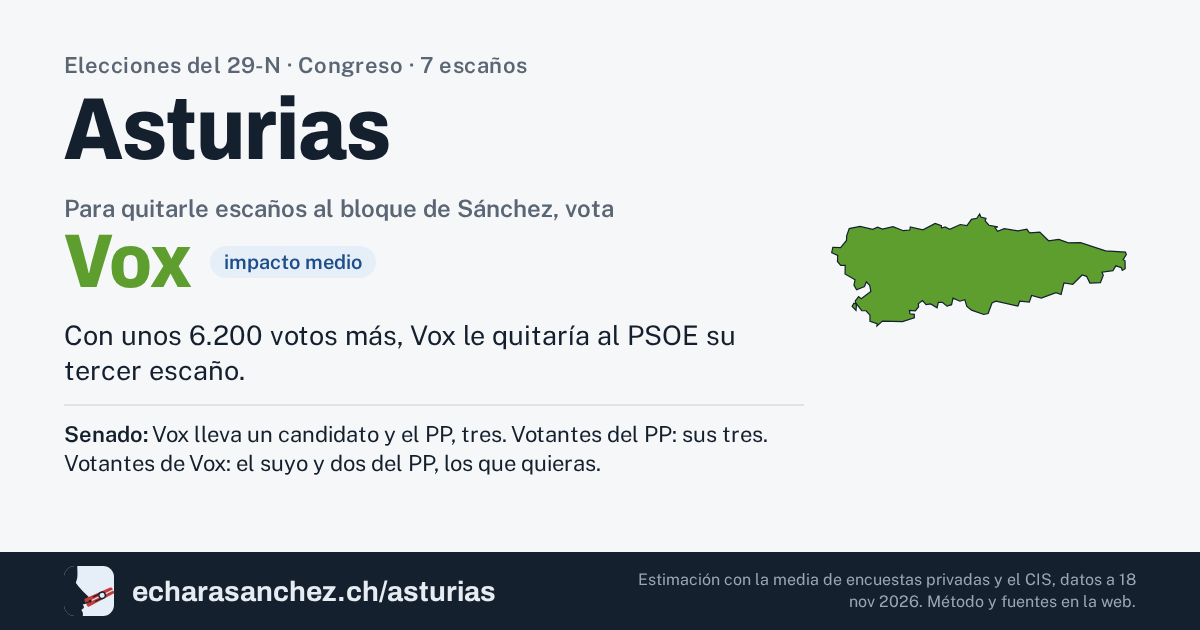 Elecciones del 29-N · Congreso · 7 escaños
Asturias
Para quitarle escaños al bloque de Sánchez, vota
Vox impacto medio
Con unos 6.200 votos más, Vox le quitaría al PSOE su
tercer escaño.
Senado: Vox lleva un candidato y el PP, tres. Votantes del PP: sus tres.
Votantes de Vox: el suyo y dos del PP, los que quieras.
echarasanchez.ch/asturias
Estimación con la media de encuestas privadas y el CIS, datos a 18
nov 2026. Método y fuentes en la web.